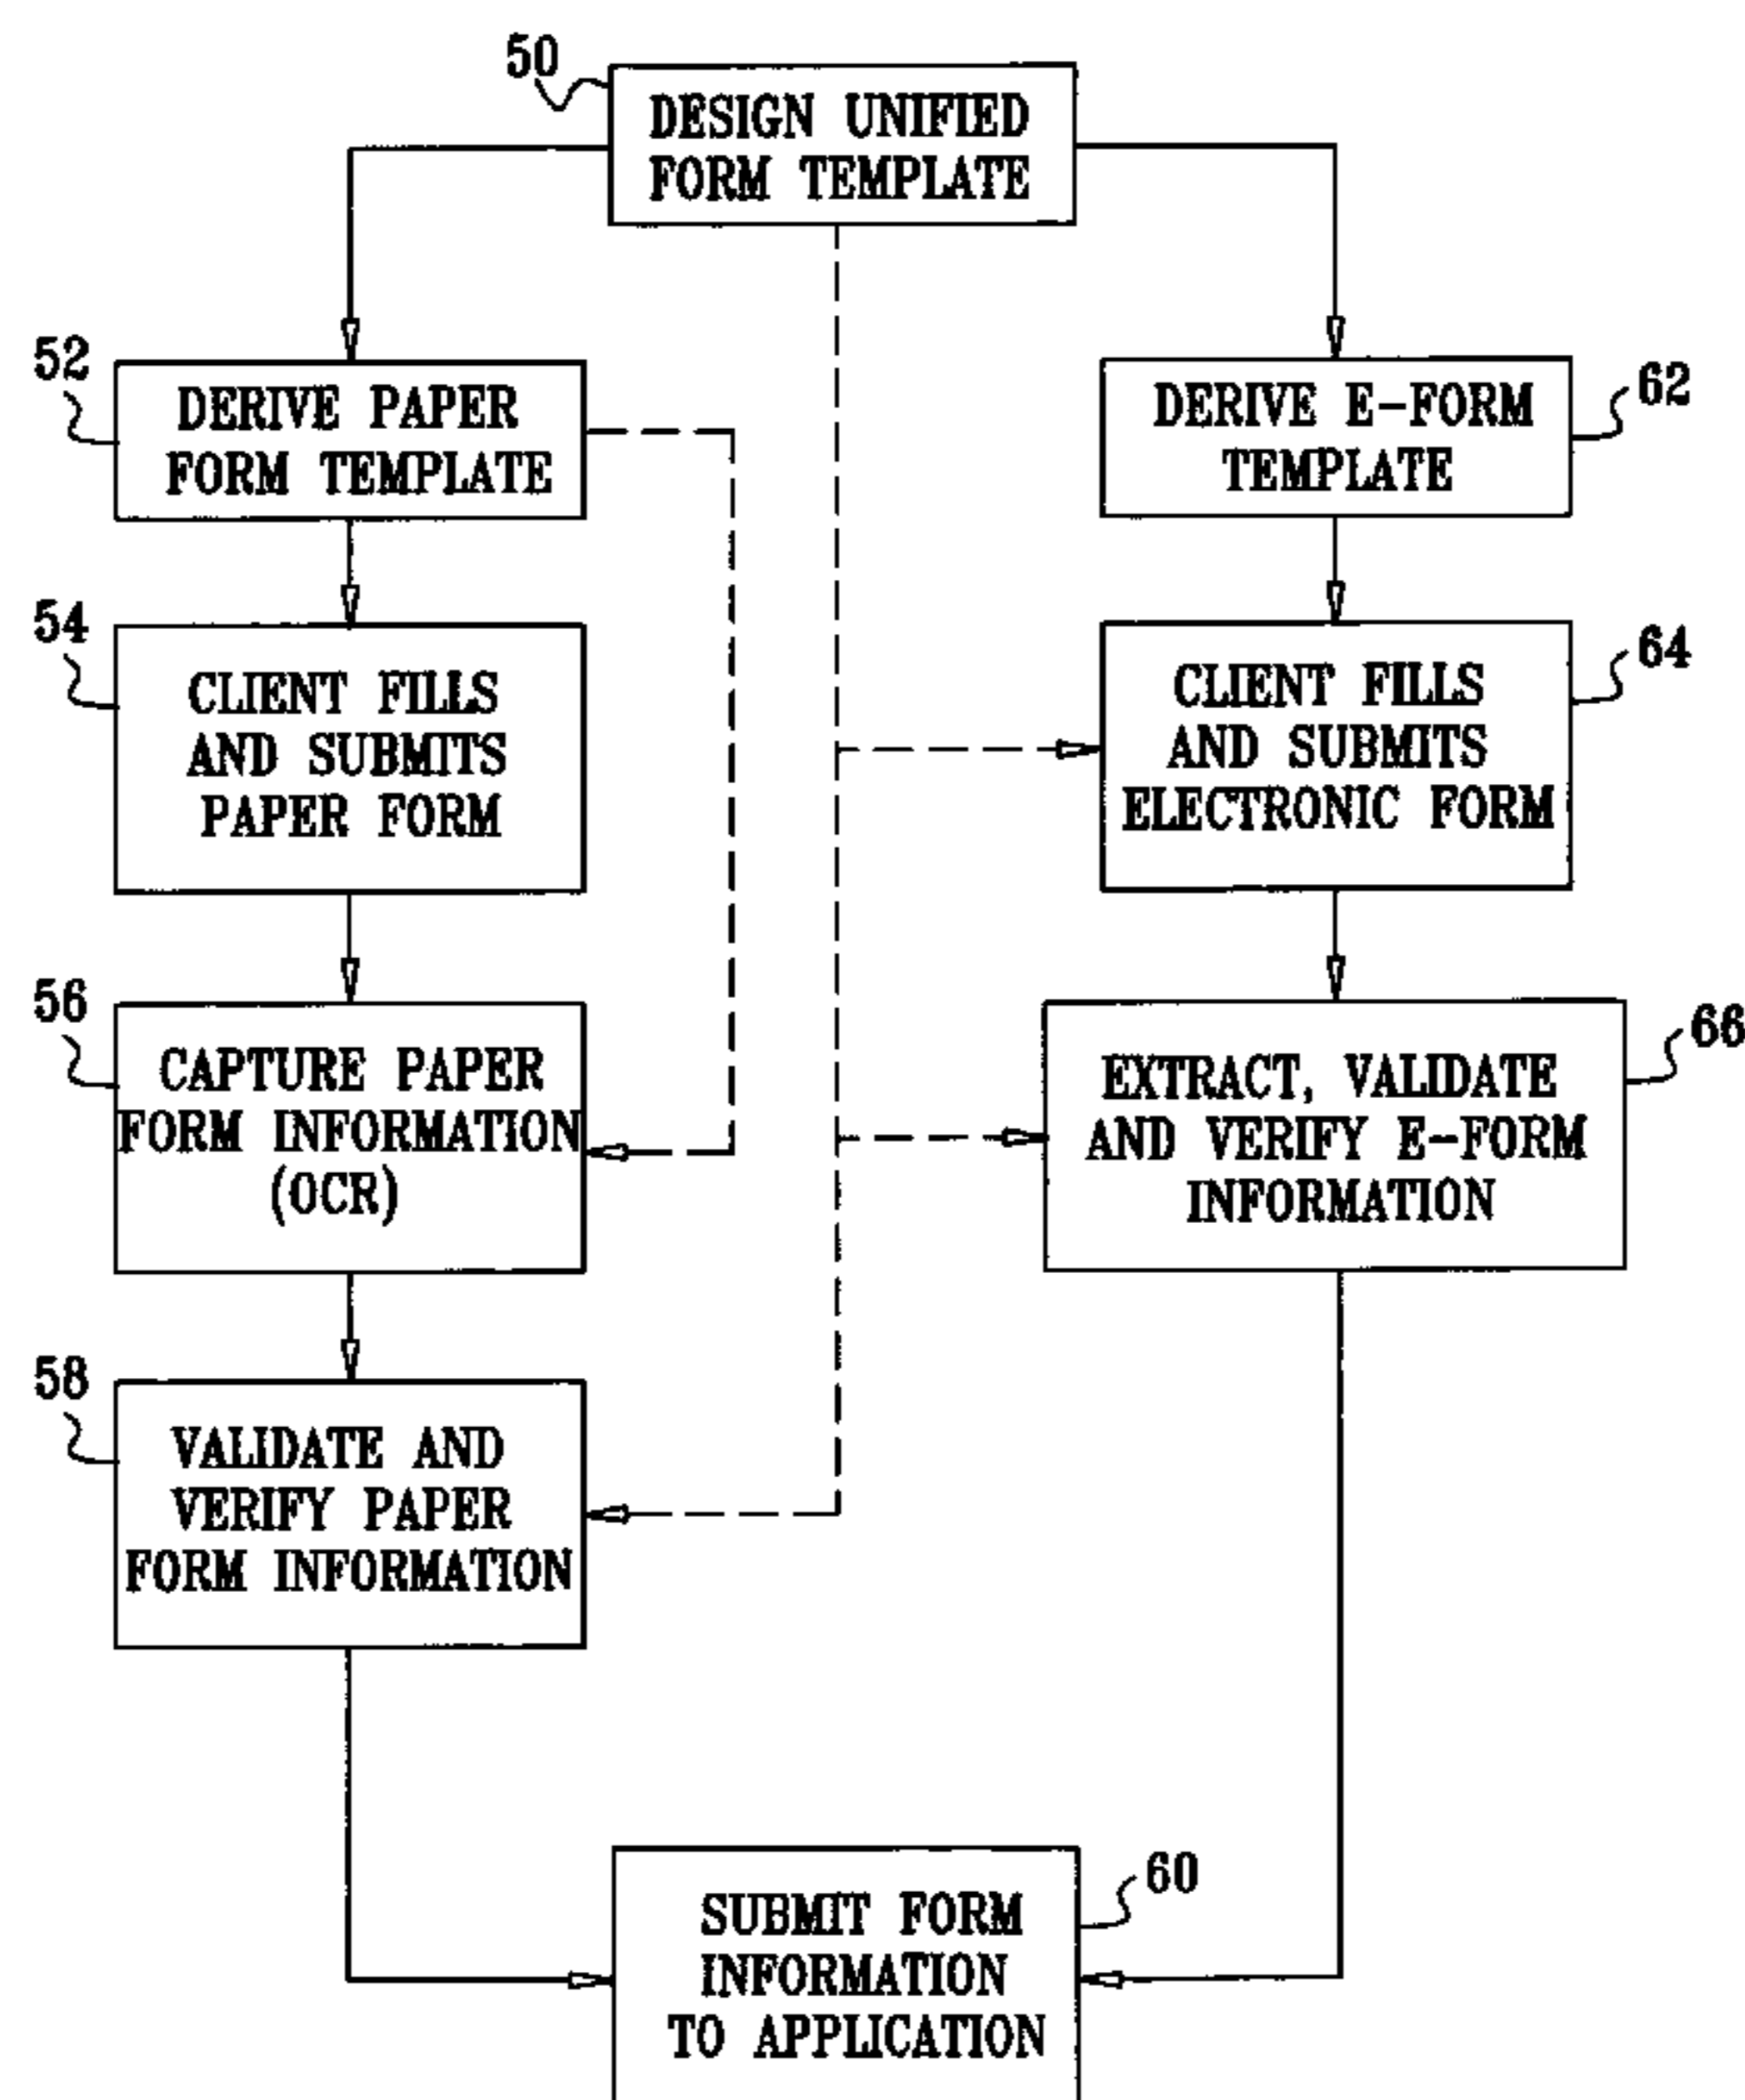 50
DESIGN UNIFIED
FORM TEMPLATE
52
DERIVE PAPER
FORM TEMPLATE
62
DERIVE E-FORM
TEMPLATE
54
CLIENT FILLS
AND SUBMITS
PAPER FORM
64
CLIENT FILLS
AND SUBMITS
ELECTRONIC FORM
56
CAPTURE PAPER
FORM INFORMATION
(OCR)
66
EXTRACT, VALIDATE
AND VERIFY E-FORM
INFORMATION
58
VALIDATE AND
VERIFY PAPER
FORM INFORMATION
60
SUBMIT FORM
INFORMATION
TO APPLICATION